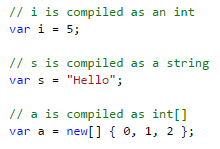 // i is compiled as an int
var i = 5;
// s is compiled as a string
var s = "Hello";
// a is compiled as int[]
var a = new[] { 0, 1, 2 };